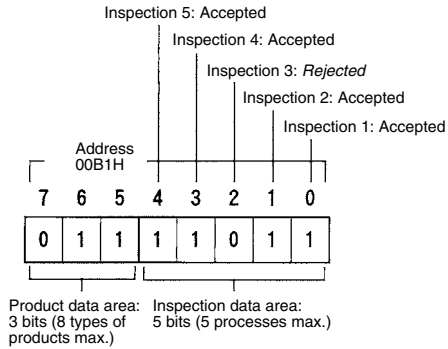 Inspection 5: Accepted
Inspection 4: Accepted
Inspection 3: Rejected
Inspection 2: Accepted
Inspection 1: Accepted
Address
00B1H
7 6 5 4 3 2 1 0
0 1 1 1 1 0 1 1
Product data area:
3 bits (8 types of
products max.)
Inspection data area:
5 bits (5 processes max.)